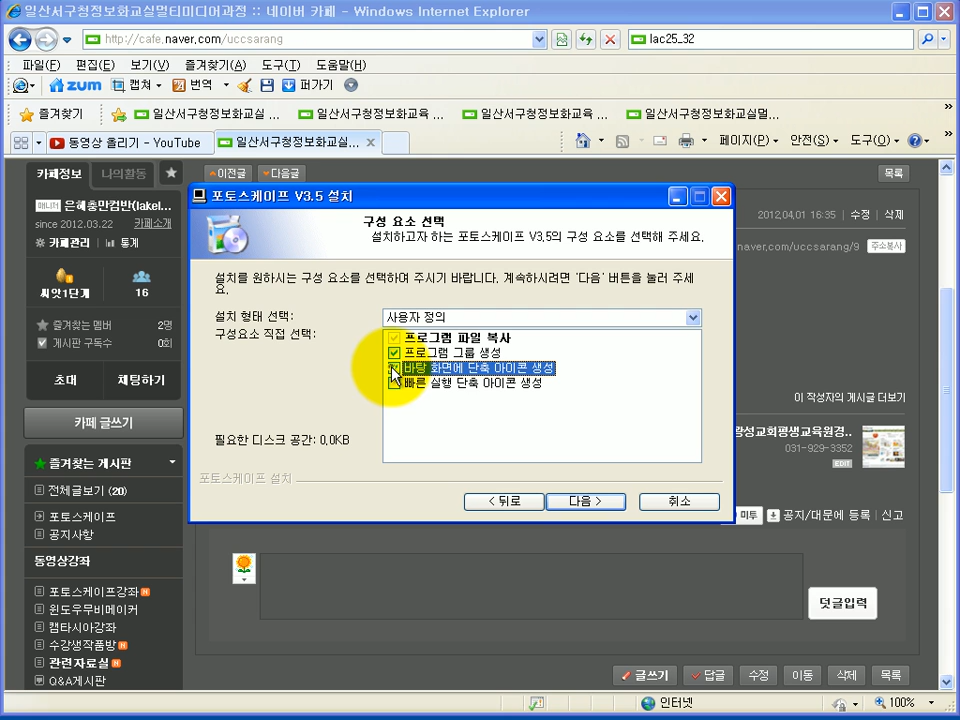 일산서구청정보화교실멀티미디어과정 :: 네이버 카페 - Windows Internet Explorer
http://cafe.naver.com/uccsarang
lac25_32
파일(F) 편집(E) 보기(V) 즐겨찾기(A) 도구(T) 도움말(H)
zum 캡쳐 번역 퍼가기
즐겨찾기 일산서구청정보화교실 ... 일산서구청정보화교육 ... 일산서구청정보화교육 ... 일산서구청정보화교실멀...
동영상 올리기 - YouTube 일산서구청정보화교실... 페이지(P) 안전(S) 도구(O)
카페정보 나의활동 이전글 다음글 목록
매니저 은혜충만컴반(lakel...
since 2012.03.22 카페소개
카페관리 통계
씨앗1단계 16
즐겨찾는 멤버 2명
게시판 구독수 0회
초대 채팅하기
카페 글쓰기
즐겨찾는 게시판
전체글보기 (20)
포토스케이프
공지사항
동영상강좌
포토스케이프강좌 N
윈도우무비메이커
캠타시아강좌
수강생작품방 N
관련자료실 N
Q&A게시판
포토스케이프 V3.5 설치
구성 요소 선택
설치하고자 하는 포토스케이프 V3.5의 구성 요소를 선택해 주세요.
설치를 원하시는 구성 요소를 선택하여 주시기 바랍니다. 계속하시려면 '다음' 버튼을 눌러 주세
요.
설치 형태 선택: 사용자 정의
구성요소 직접 선택:
프로그램 파일 복사
프로그램 그룹 생성
바탕 화면에 단축 아이콘 생성
빠른 실행 단축 아이콘 생성
필요한 디스크 공간: 0.0KB
포토스케이프 설치
< 뒤로 다음 > 취소
2012.04.01 16:35 수정 삭제
naver.com/uccsarang/9 주소복사
이 작성자의 게시글 더보기
왕성교회평생교육원경..
031-929-3352
EDIT
미투 공지/대문에 등록 신고
덧글입력
글쓰기 답글 수정 이동 삭제 목록
인터넷 100%